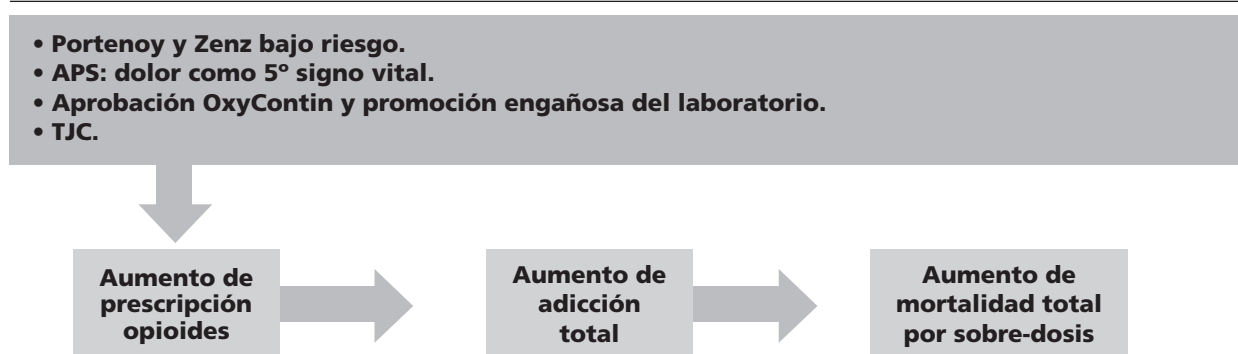 • Portenoy y Zenz bajo riesgo.
• APS: dolor como 5º signo vital.
• Aprobación OxyContin y promoción engañosa del laboratorio.
• TJC.
Aumento de
prescripción
opioides
Aumento de
adicción
total
Aumento de
mortalidad total
por sobre-dosis